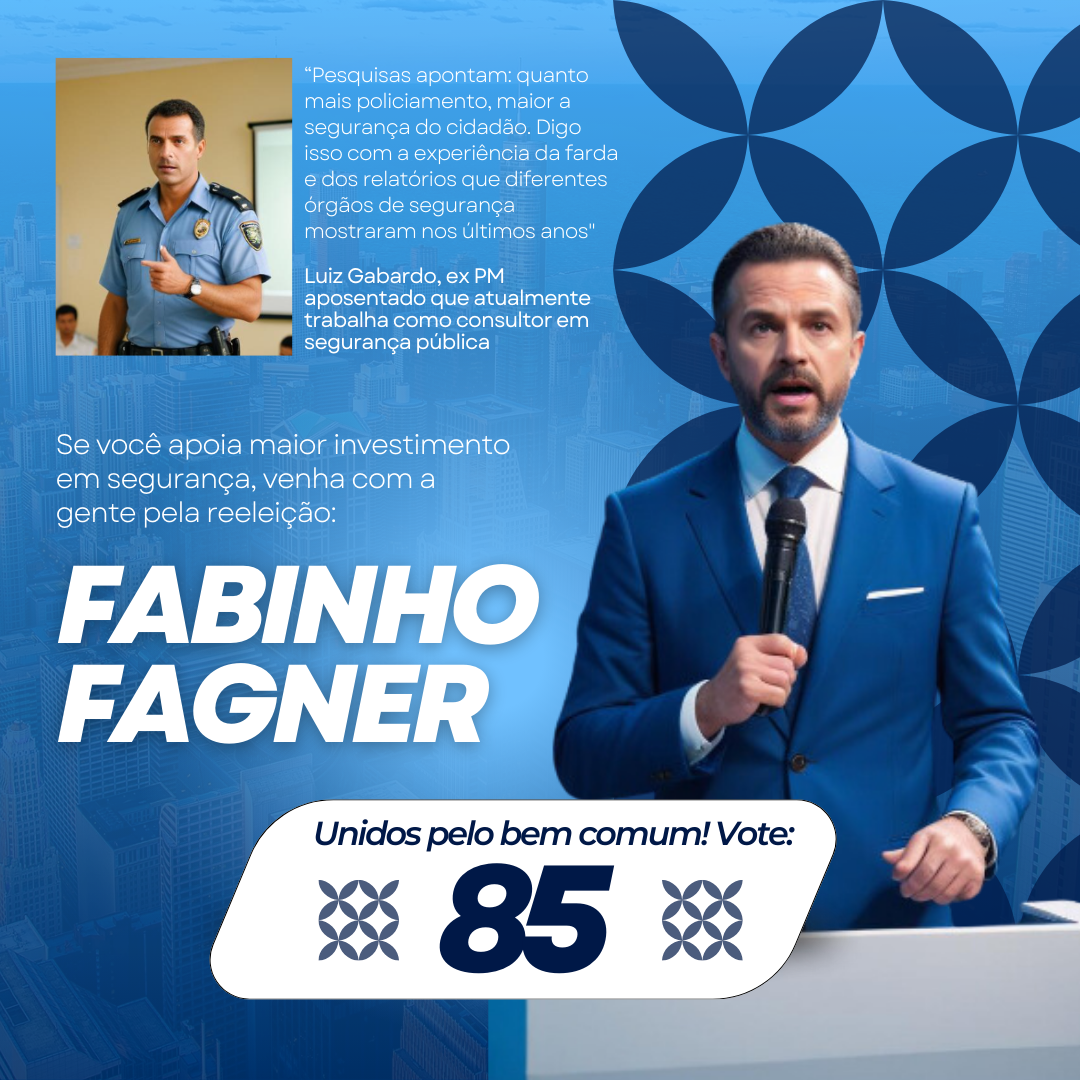 “Pesquisas apontam: quanto
mais policiamento, maior a
segurança do cidadão. Digo
isso com a experiência da farda
e dos relatórios que diferentes
órgãos de segurança
mostraram nos últimos anos"
Luiz Gabardo, ex PM
aposentado que atualmente
trabalha como consultor em
segurança pública
Se você apoia maior investimento
em segurança, venha com a
gente pela reeleição:
FABINHO
FAGNER
Unidos pelo bem comum! Vote:
85